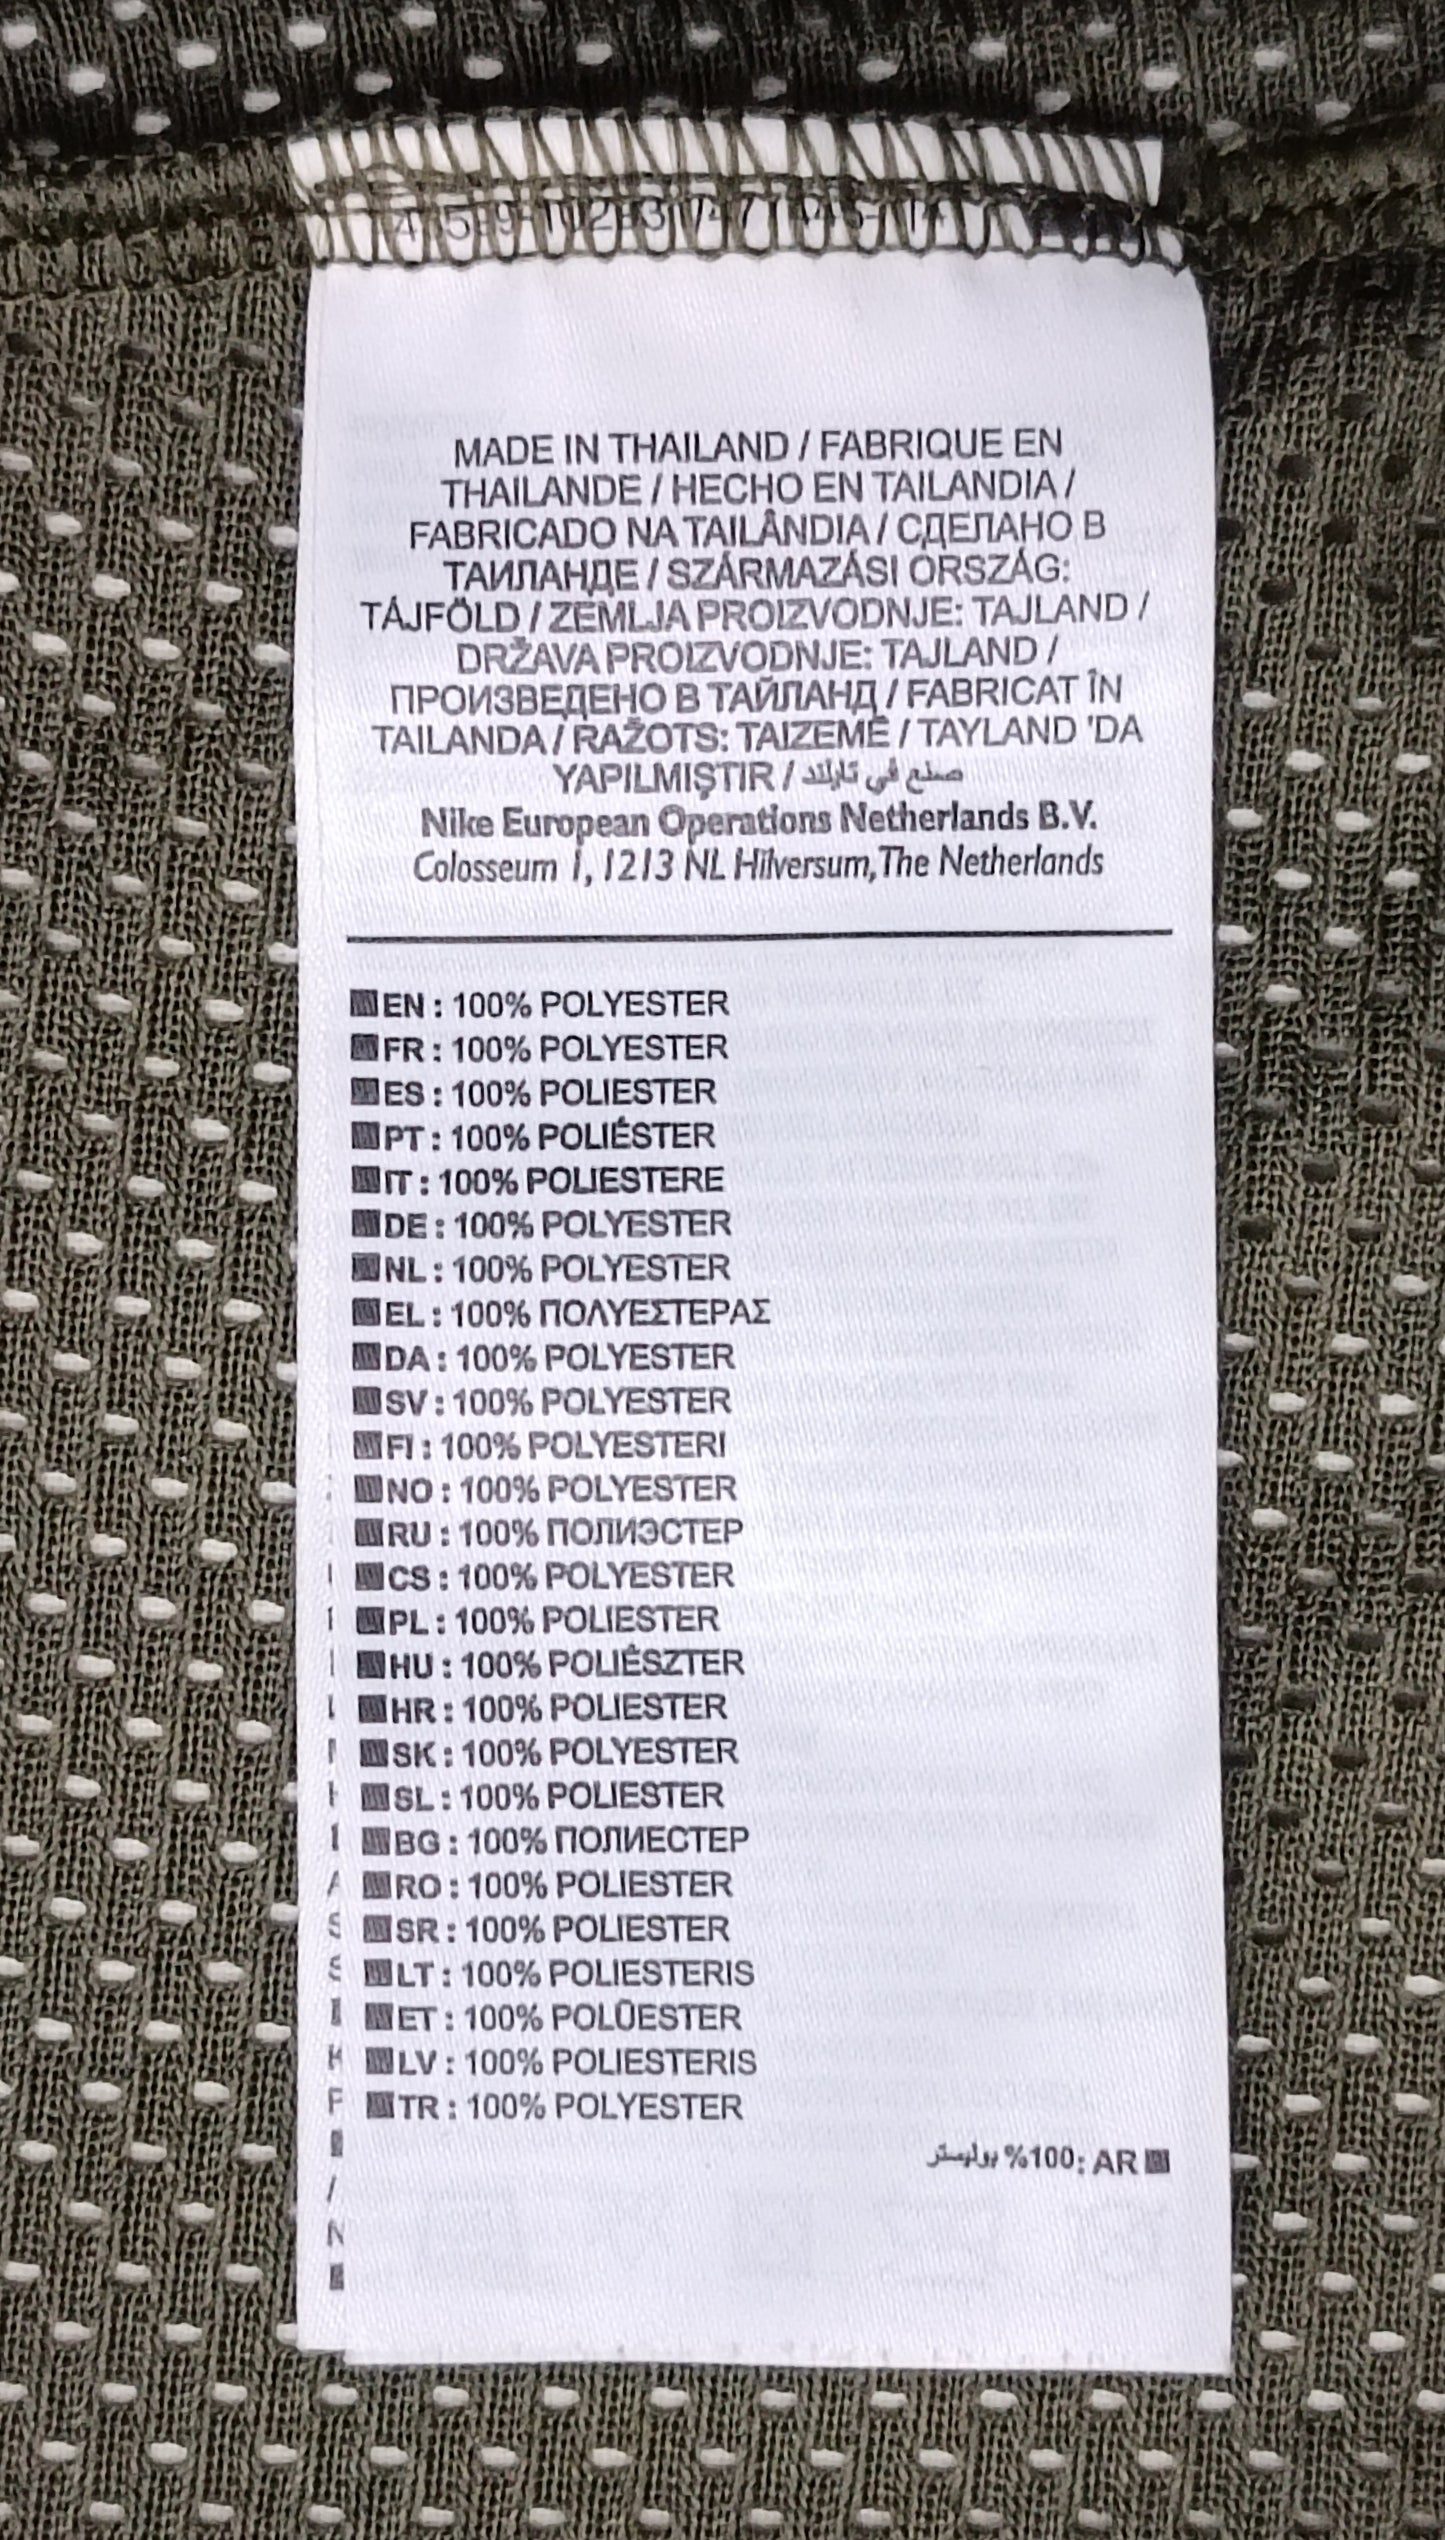 MADE IN THAILAND / FABRIQUE EN
THAILANDE / HECHO EN TAILANDIA /
FABRICADO NA TAILÂNDIA / СДЕЛАНО В
ТАИЛАНДЕ / SZÁRMAZÁSI ORSZÁG:
TÁJFÖLD / ZEMLJA PROIZVODNJE: TAJLAND /
DRŽAVA PROIZVODNJE: TAJLAND /
ПРОИЗВЕДЕНО В ТАЙЛАНД / FABRICAT ÎN
TAILANDA / RAŽOTS: TAIZEMĒ / TAYLAND 'DA
YAPILMIŞTIR / صنع في تايلاند
Nike European Operations Netherlands B.V.
Colosseum 1, 1213 NL Hilversum, The Netherlands
EN : 100% POLYESTER
FR : 100% POLYESTER
ES : 100% POLIESTER
PT : 100% POLIÉSTER
IT : 100% POLIESTERE
DE : 100% POLYESTER
NL : 100% POLYESTER
EL : 100% ΠΟΛΥΕΣΤΕΡΑΣ
DA : 100% POLYESTER
SV : 100% POLYESTER
FI : 100% POLYESTERI
NO : 100% POLYESTER
RU : 100% ПОЛИЭСТЕР
CS : 100% POLYESTER
PL : 100% POLIESTER
HU : 100% POLIÉSZTER
HR : 100% POLIESTER
SK : 100% POLYESTER
SL : 100% POLIESTER
BG : 100% ПОЛИЕСТЕР
RO : 100% POLIESTER
SR : 100% POLIESTER
LT : 100% POLIESTERIS
ET : 100% POLÜESTER
LV : 100% POLIESTERIS
TR : 100% POLYESTER
AR :100% بوليستر